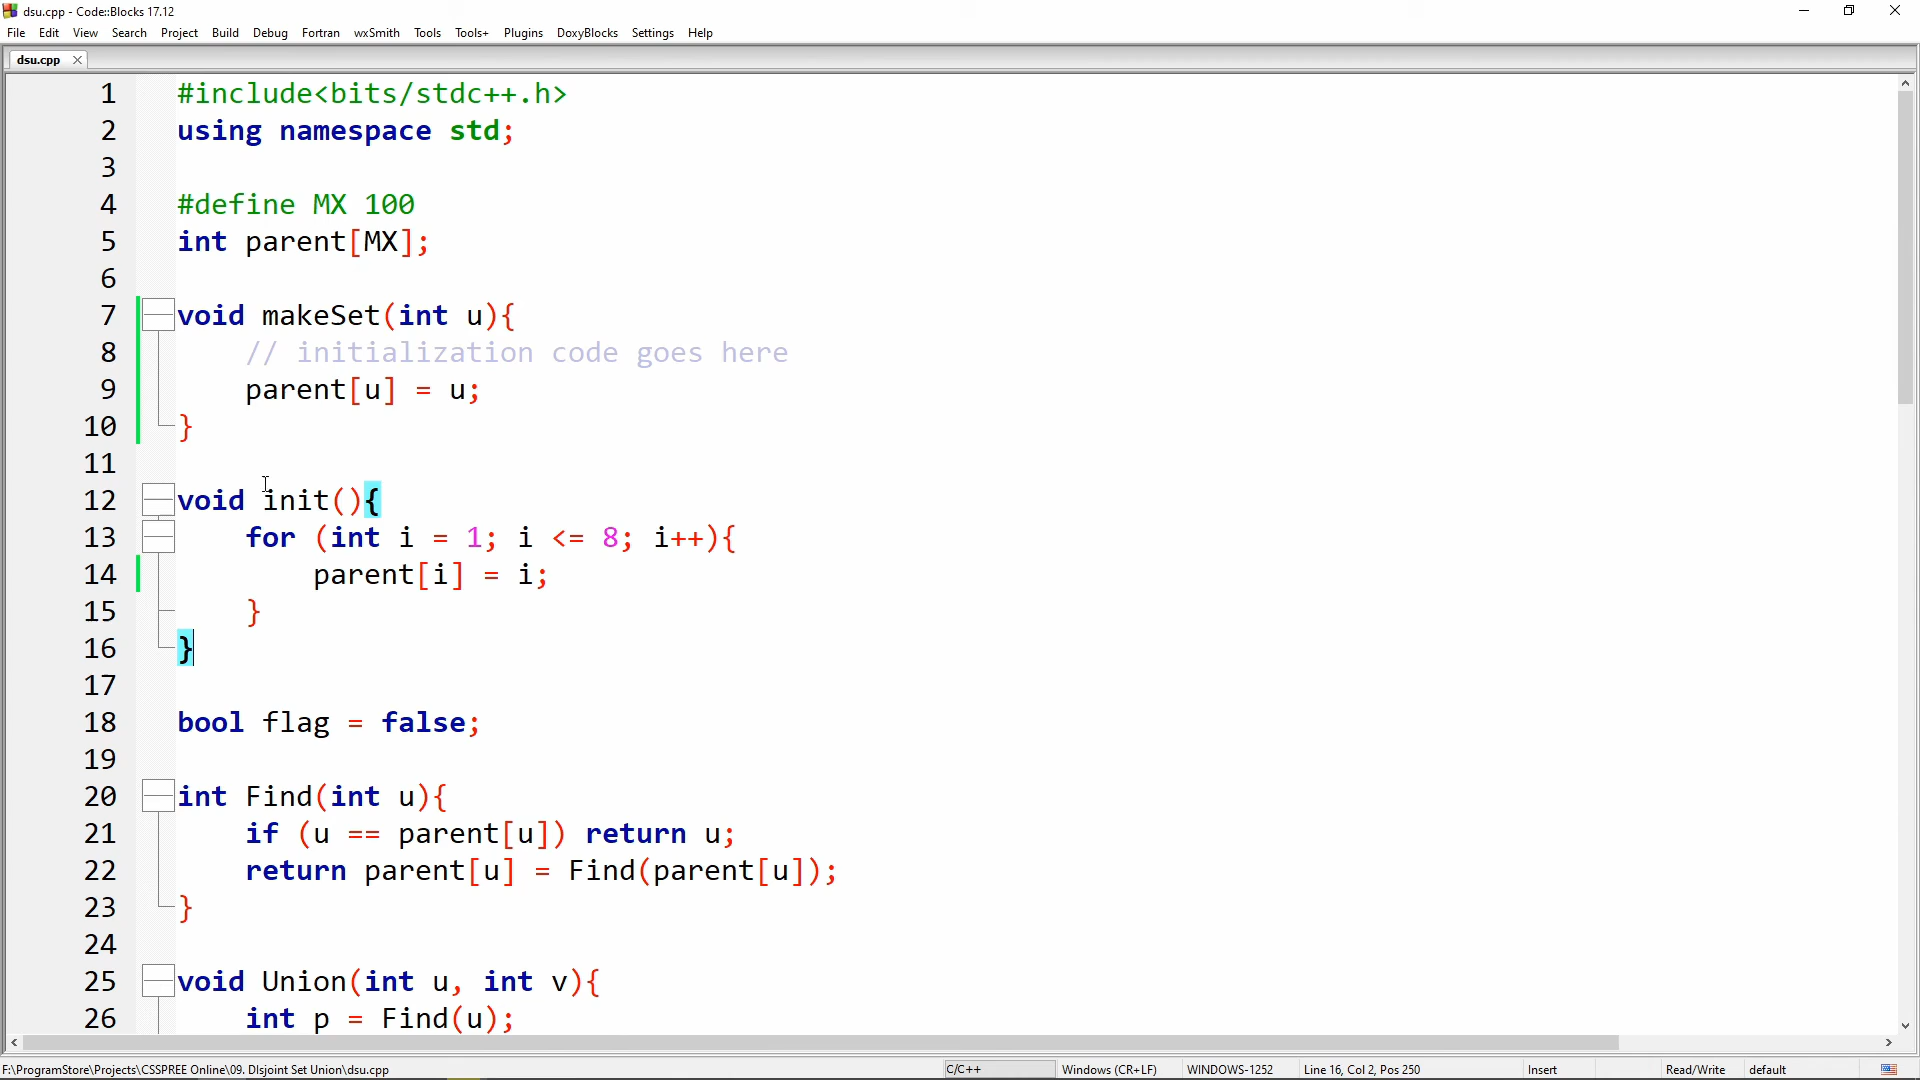 dsu.cpp - Code::Blocks 17.12
File Edit View Search Project Build Debug Fortran wxSmith Tools Tools+ Plugins DoxyBlocks Settings Help
dsu.cpp
1 #include<bits/stdc++.h>
2 using namespace std;
3
4 #define MX 100
5 int parent[MX];
6
7 void makeSet(int u){
8 // initialization code goes here
9 parent[u] = u;
10 }
11
12 void init(){
13 for (int i = 1; i <= 8; i++){
14 parent[i] = i;
15 }
16 }
17
18 bool flag = false;
19
20 int Find(int u){
21 if (u == parent[u]) return u;
22 return parent[u] = Find(parent[u]);
23 }
24
25 void Union(int u, int v){
26 int p = Find(u);
F:\ProgramStore\Projects\CSSPREE Online\09. DIsjoint Set Union\dsu.cpp C/C++ Windows (CR+LF) WINDOWS-1252 Line 16, Col 2, Pos 250 Insert Read/Write default